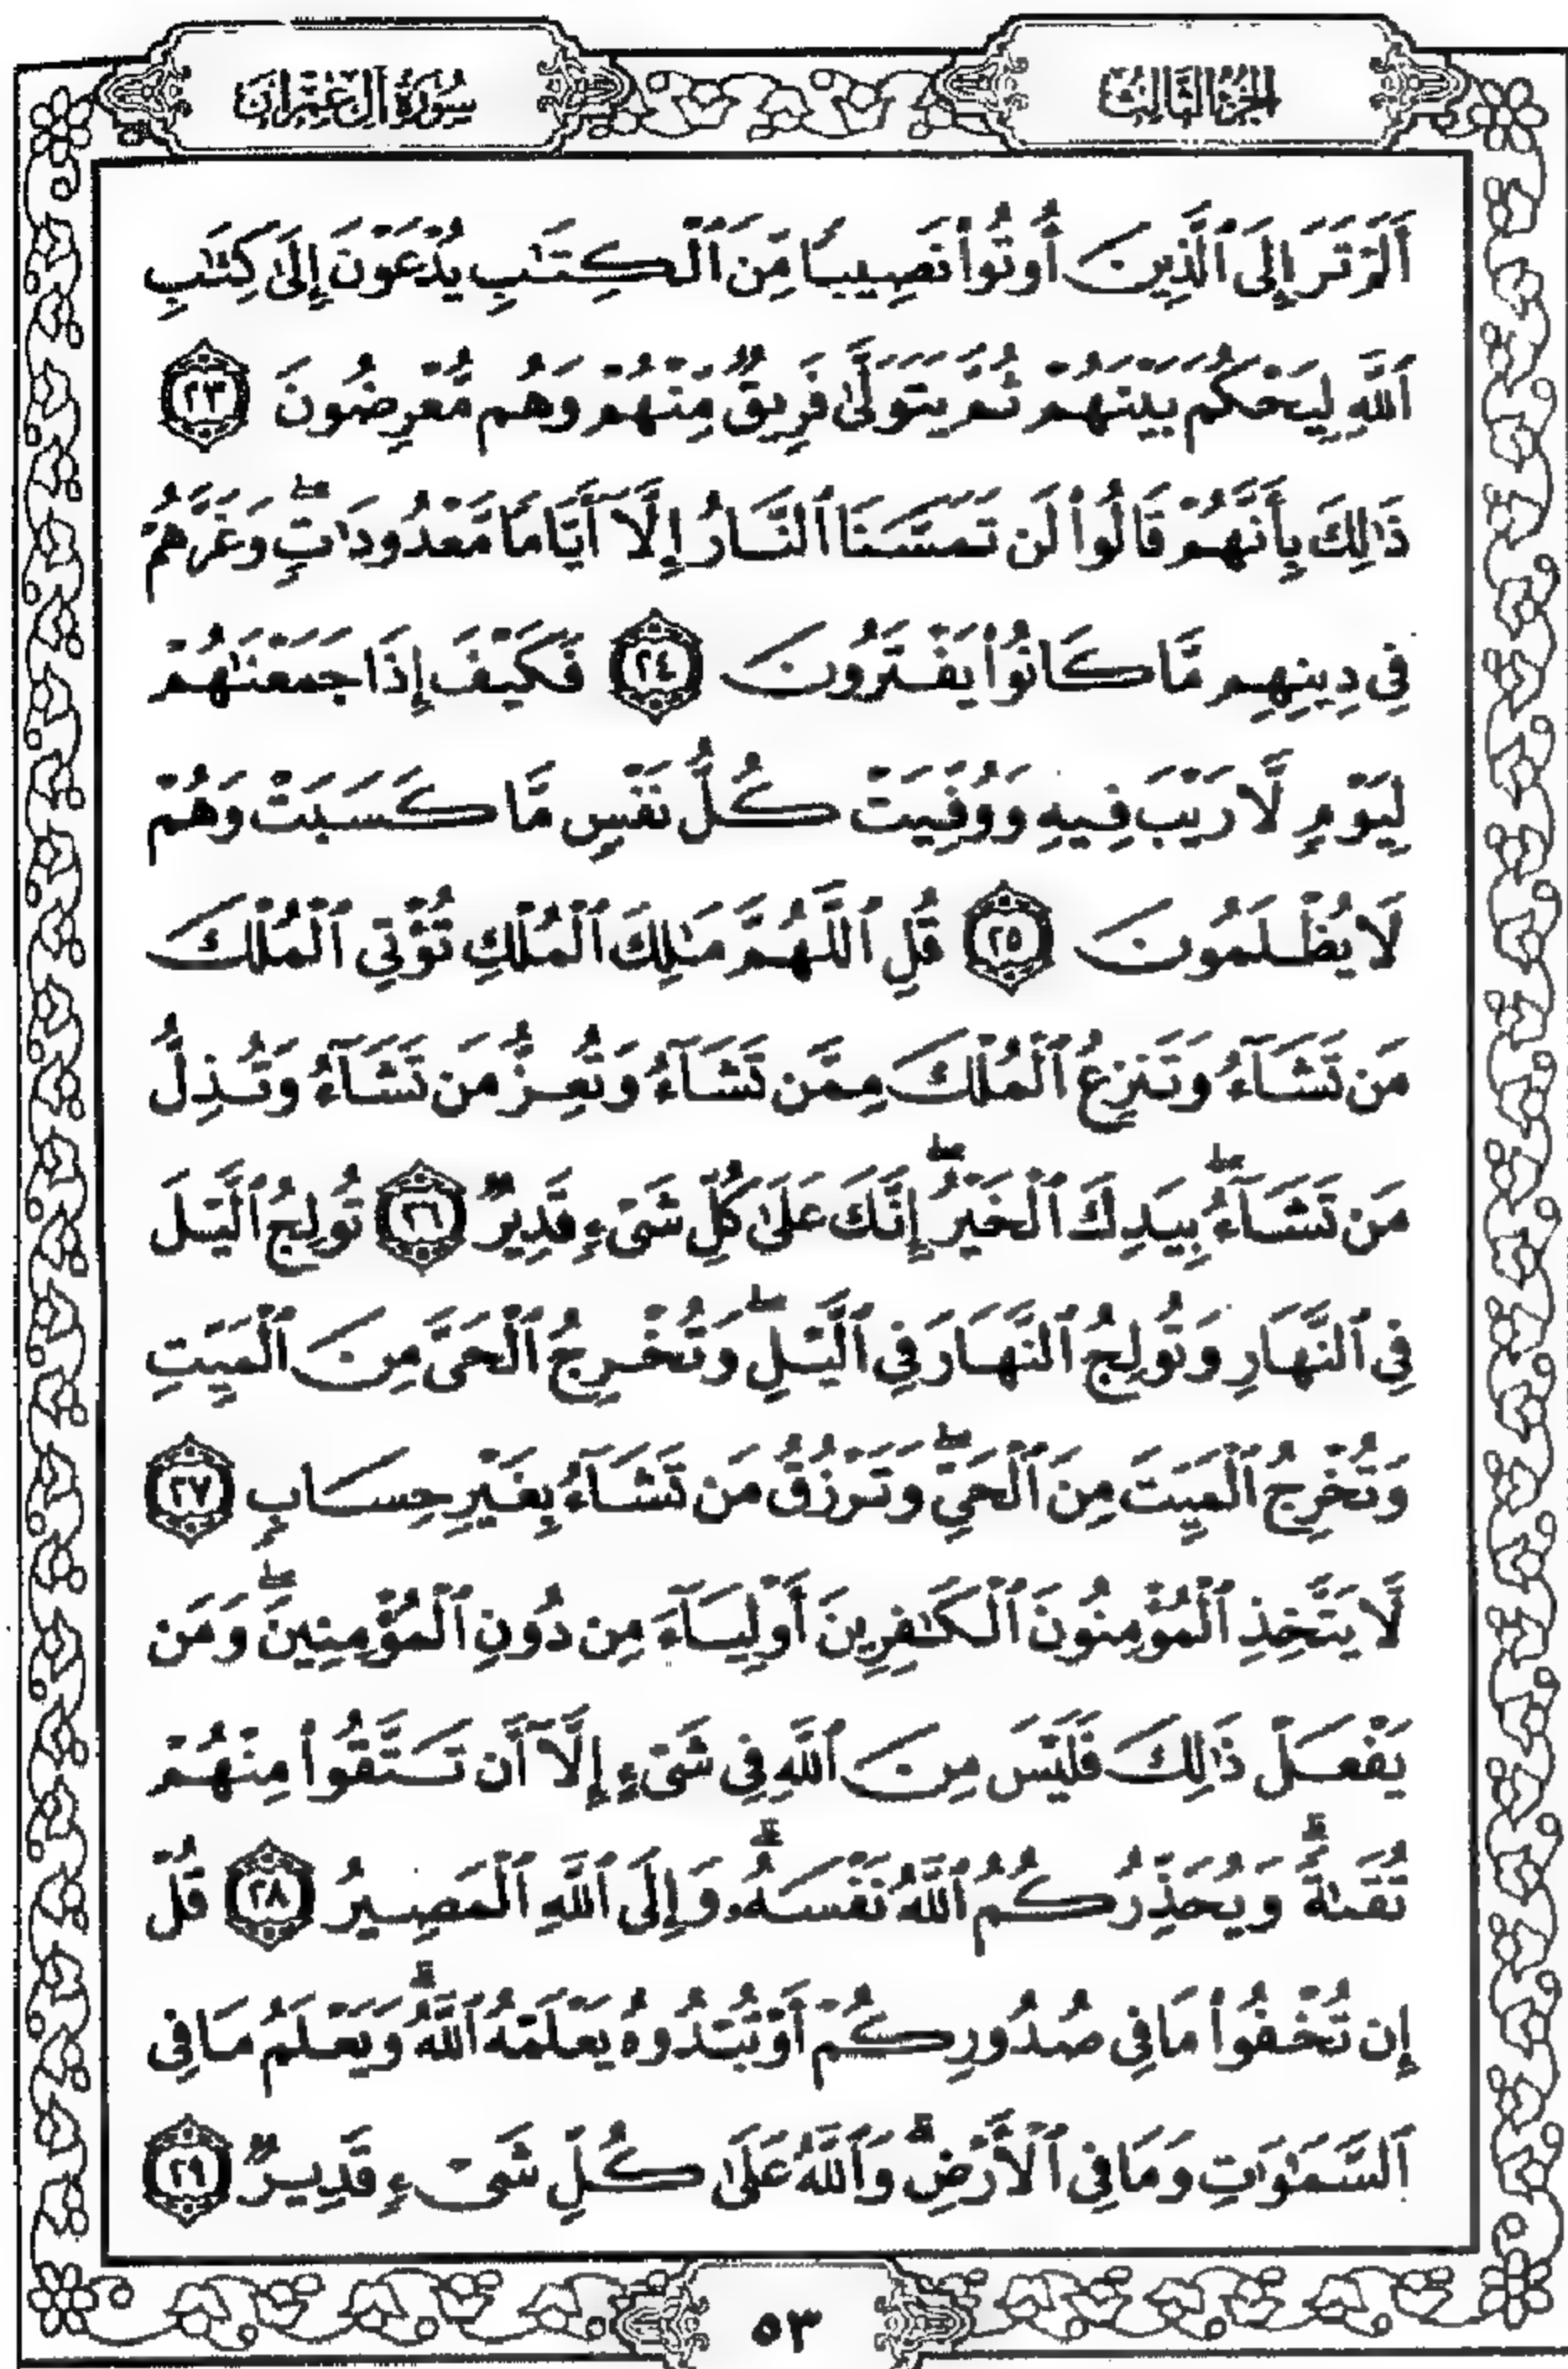 الجزء الثالث
سورة آل عمران
أَلَمْ تَرَ إِلَى ٱلَّذِينَ أُوتُوا۟ نَصِيبًا مِّنَ ٱلْكِتَٰبِ يُدْعَوْنَ إِلَىٰ كِتَٰبِ
ٱللَّهِ لِيَحْكُمَ بَيْنَهُمْ ثُمَّ يَتَوَلَّىٰ فَرِيقٌ مِّنْهُمْ وَهُم مُّعْرِضُونَ ٢٣
ذَٰلِكَ بِأَنَّهُمْ قَالُوا۟ لَن تَمَسَّنَا ٱلنَّارُ إِلَّآ أَيَّامًا مَّعْدُودَٰتٍ ۖ وَغَرَّهُمْ
فِى دِينِهِم مَّا كَانُوا۟ يَفْتَرُونَ ٢٤ فَكَيْفَ إِذَا جَمَعْنَٰهُمْ
لِيَوْمٍ لَّا رَيْبَ فِيهِ وَوُفِّيَتْ كُلُّ نَفْسٍ مَّا كَسَبَتْ وَهُمْ
لَا يُظْلَمُونَ ٢٥ قُلِ ٱللَّهُمَّ مَٰلِكَ ٱلْمُلْكِ تُؤْتِى ٱلْمُلْكَ
مَن تَشَآءُ وَتَنزِعُ ٱلْمُلْكَ مِمَّن تَشَآءُ وَتُعِزُّ مَن تَشَآءُ وَتُذِلُّ
مَن تَشَآءُ ۖ بِيَدِكَ ٱلْخَيْرُ ۖ إِنَّكَ عَلَىٰ كُلِّ شَىْءٍ قَدِيرٌ ٢٦ تُولِجُ ٱلَّيْلَ
فِى ٱلنَّهَارِ وَتُولِجُ ٱلنَّهَارَ فِى ٱلَّيْلِ ۖ وَتُخْرِجُ ٱلْحَىَّ مِنَ ٱلْمَيِّتِ
وَتُخْرِجُ ٱلْمَيِّتَ مِنَ ٱلْحَىِّ ۖ وَتَرْزُقُ مَن تَشَآءُ بِغَيْرِ حِسَابٍ ٢٧
لَّا يَتَّخِذِ ٱلْمُؤْمِنُونَ ٱلْكَٰفِرِينَ أَوْلِيَآءَ مِن دُونِ ٱلْمُؤْمِنِينَ ۖ وَمَن
يَفْعَلْ ذَٰلِكَ فَلَيْسَ مِنَ ٱللَّهِ فِى شَىْءٍ إِلَّآ أَن تَتَّقُوا۟ مِنْهُمْ
تُقَىٰةً ۗ وَيُحَذِّرُكُمُ ٱللَّهُ نَفْسَهُۥ ۗ وَإِلَى ٱللَّهِ ٱلْمَصِيرُ ٢٨ قُلْ
إِن تُخْفُوا۟ مَا فِى صُدُورِكُمْ أَوْ تُبْدُوهُ يَعْلَمْهُ ٱللَّهُ ۗ وَيَعْلَمُ مَا فِى
ٱلسَّمَٰوَٰتِ وَمَا فِى ٱلْأَرْضِ ۗ وَٱللَّهُ عَلَىٰ كُلِّ شَىْءٍ قَدِيرٌ ٢٩
٥٣